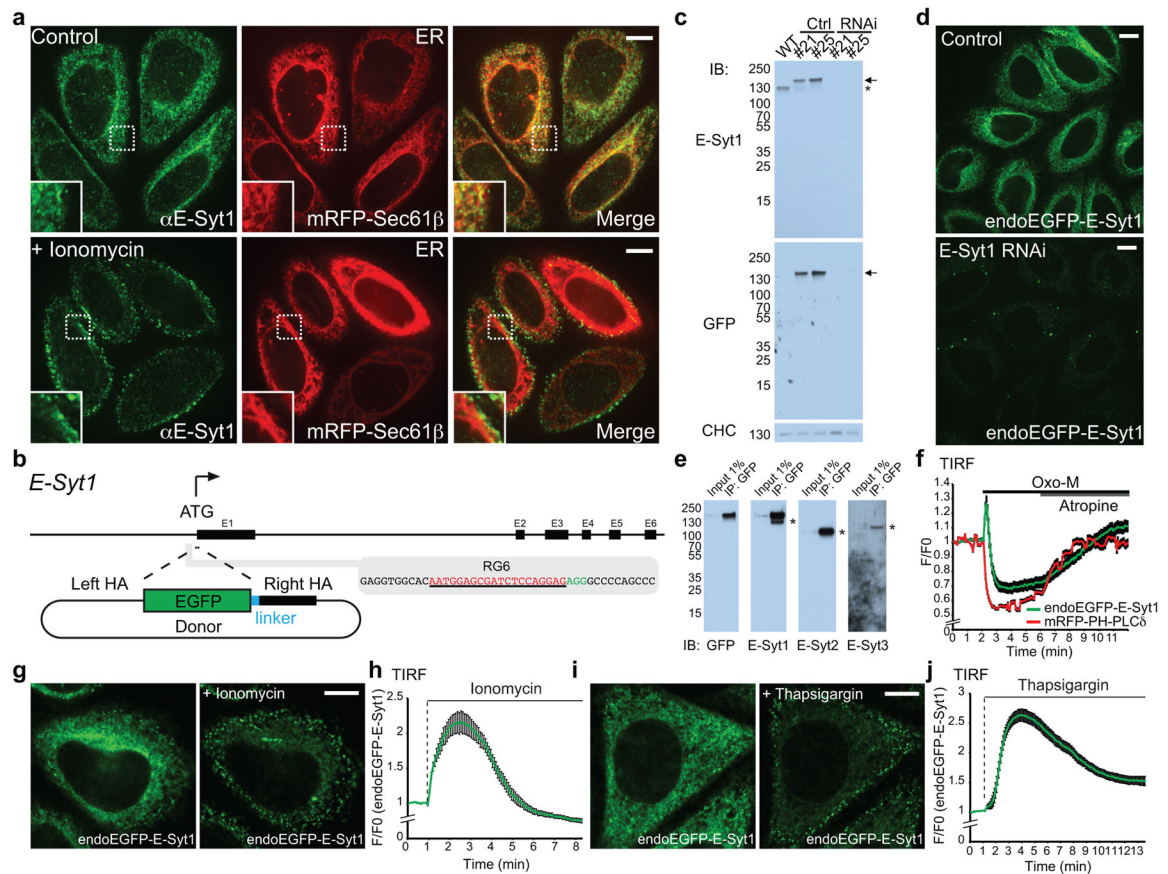 a
Control
ER
αE-Syt1
mRFP-Sec61β
Merge
+ Ionomycin
ER
αE-Syt1
mRFP-Sec61β
Merge
b
E-Syt1
ATG
E1
E2
E3
E4
E5
E6
RG6
GAGGTGGCACAATGGAGCGATCTCCAGGAGAGGGCCCCAGCCC
Left HA
Right HA
EGFP
linker
Donor
c
Ctrl
RNAi
WT
#21
#25
#21
#25
IB:
250
130
100
70
55
35
25
15
*
E-Syt1
250
130
100
70
55
35
25
15
GFP
CHC
130
d
Control
endoEGFP-E-Syt1
E-Syt1 RNAi
endoEGFP-E-Syt1
e
Input 1%
IP: GFP
Input 1%
IP: GFP
Input 1%
IP: GFP
Input 1%
IP: GFP
250
130
100
70
55
35
25
15
*
*
*
IB: GFP
E-Syt1
E-Syt2
E-Syt3
f
TIRF
Oxo-M
Atropine
F/F0
1.4
1.3
1.2
1.1
1.0
0.9
0.8
0.7
0.6
0.5
0
endoEGFP-E-Syt1
mRFP-PH-PLCδ
0 1 2 3 4 5 6 7 8 9 10 11
Time (min)
g
endoEGFP-E-Syt1
+ Ionomycin
endoEGFP-E-Syt1
h
TIRF
Ionomycin
F/F0 (endoEGFP-E-Syt1)
2.5
2
1.5
1
0
0 1 2 3 4 5 6 7 8
Time (min)
i
endoEGFP-E-Syt1
+ Thapsigargin
endoEGFP-E-Syt1
j
TIRF
Thapsigargin
F/F0 (endoEGFP-E-Syt1)
3
2.5
2
1.5
1
0
0 1 2 3 4 5 6 7 8 9 10 11 12 13
Time (min)